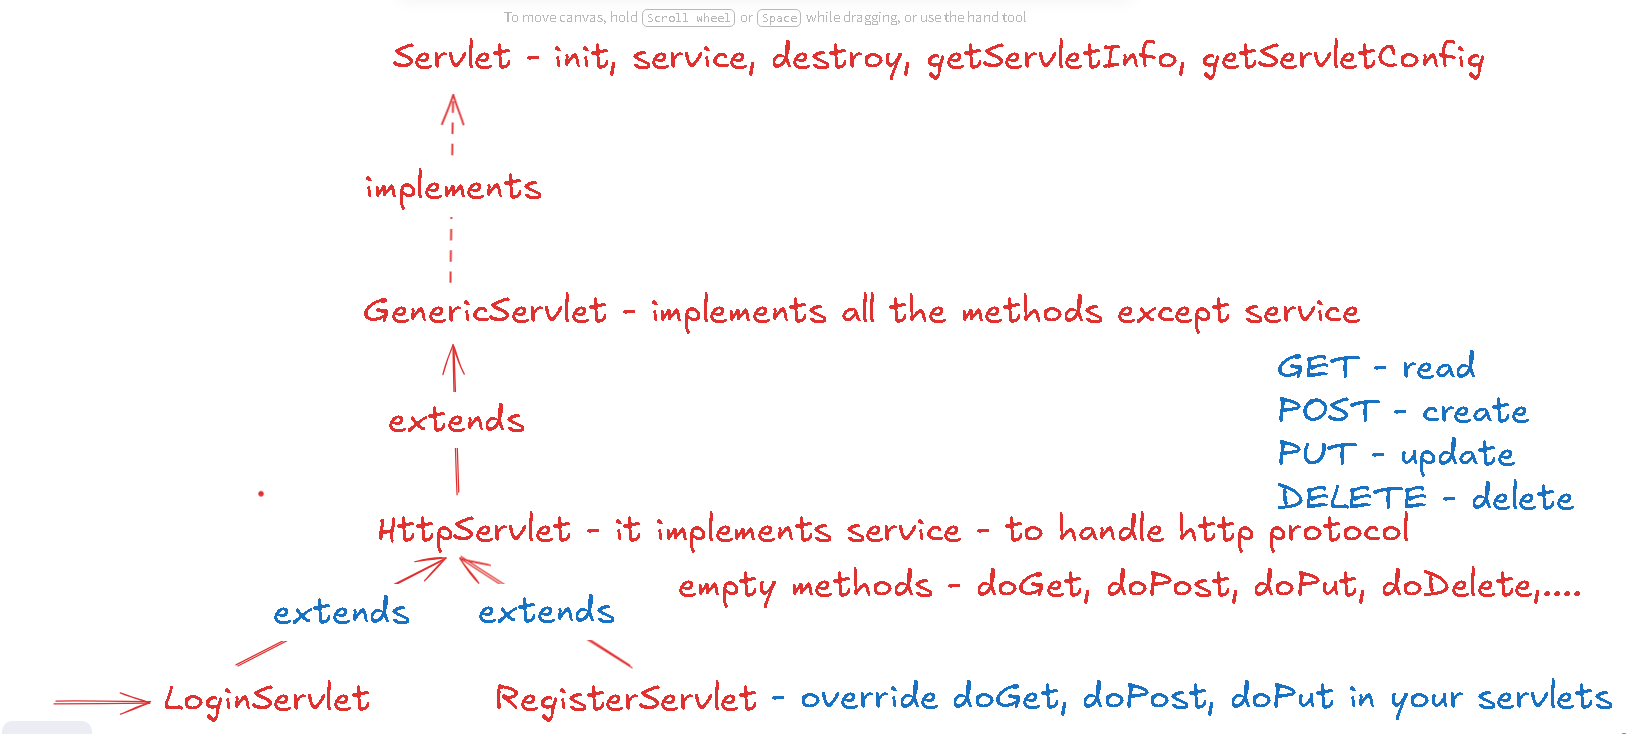 To move canvas, hold Scroll wheel or Space while dragging, or use the hand tool
Servlet - init, service, destroy, getServletInfo, getServletConfig
implements
GenericServlet - implements all the methods except service
GET - read
POST - create
extends
PUT - update
DELETE - delete
HttpServlet - it implements service - to handle http protocol
empty methods - doGet, doPost, doPut, doDelete,....
extends extends
LoginServlet RegisterServlet - override doGet, doPost, doPut in your servlets